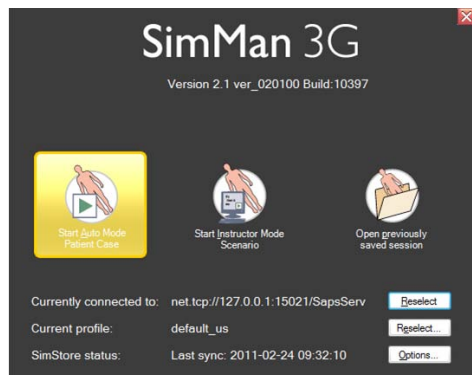 SimMan 3G
Version 2.1 ver_020100 Build:10397
Start Auto Mode
Patient Case
Start Instructor Mode
Scenario
Open previously
saved session
Currently connected to: net.tcp://127.0.0.1:15021/SapsServ Reselect
Current profile: default_us Reselect...
SimStore status: Last sync: 2011-02-24 09:32:10 Options...